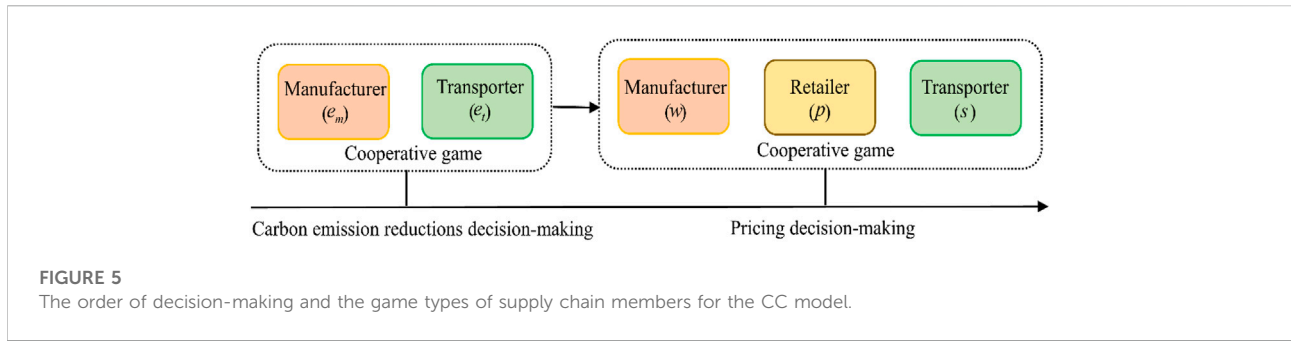 Manufacturer
(e_m)
Transporter
(e_t)
Cooperative game
Manufacturer
(w)
Retailer
(p)
Transporter
(s)
Cooperative game
Carbon emission reductions decision-making
Pricing decision-making
FIGURE 5
The order of decision-making and the game types of supply chain members for the CC model.